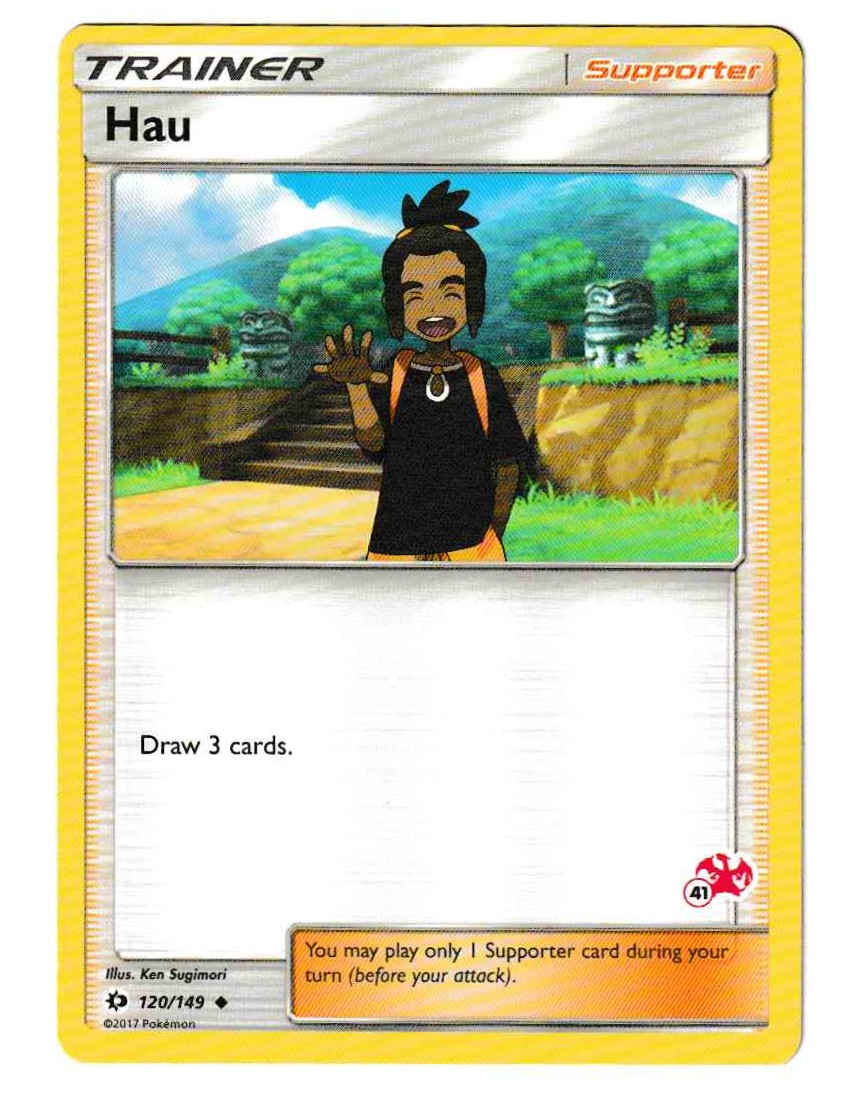 TRAINER Supporter
Hau
Draw 3 cards.
41
You may play only 1 Supporter card during your
turn (before your attack).
Illus. Ken Sugimori
120/149
©2017 Pokémon